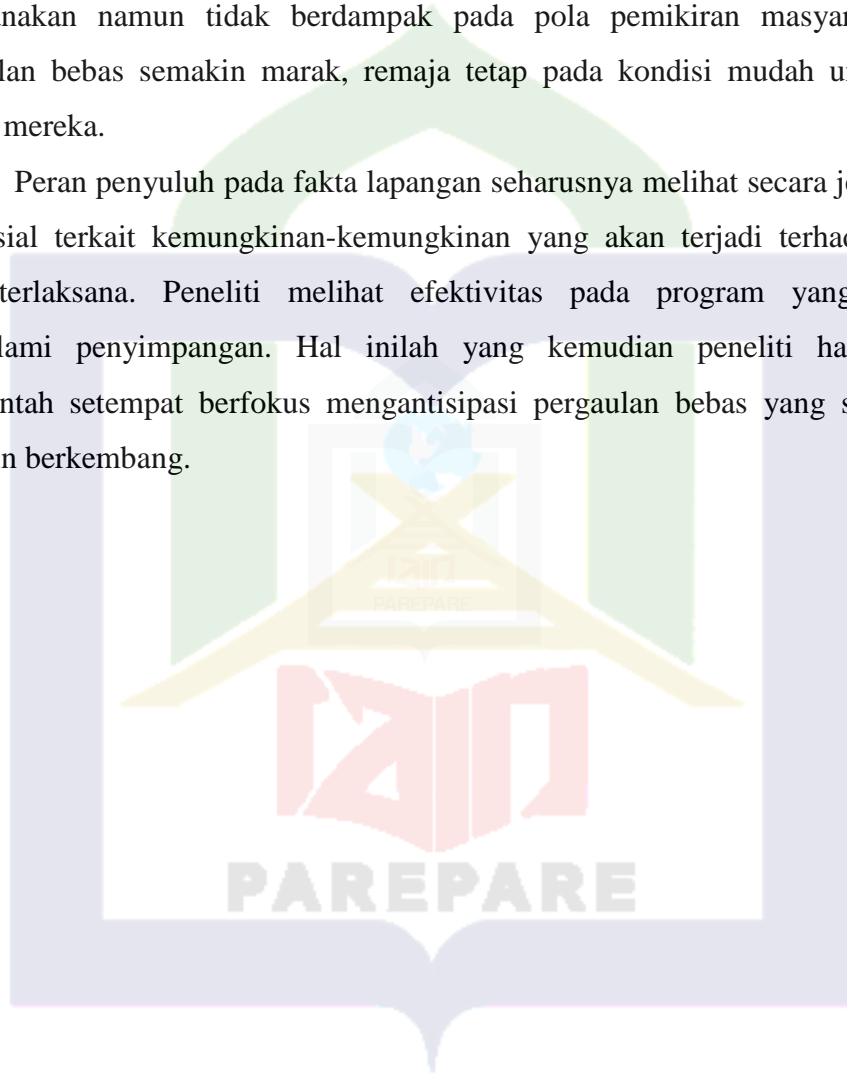 nakan namun tidak berdampak pada pola pemikiran masyar
lan bebas semakin marak, remaja tetap pada kondisi mudah u
mereka.
Peran penyuluh pada fakta lapangan seharusnya melihat secara je
sial terkait kemungkinan-kemungkinan yang akan terjadi terhad
terlaksana. Peneliti melihat efektivitas pada program yang
lami penyimpangan. Hal inilah yang kemudian peneliti ha
ntah setempat berfokus mengantisipasi pergaulan bebas yang s
n berkembang.
IAIN
PAREPARE
IAIN
PAREPARE